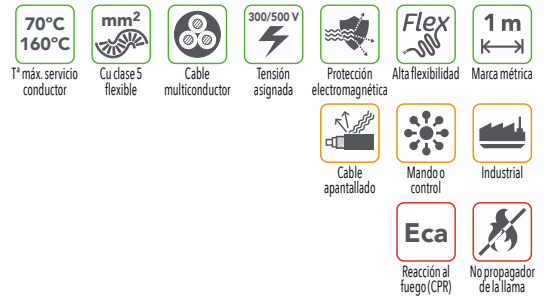 70°C
160°C
Tª máx. servicio
conductor
mm²
Cu clase 5
flexible
Cable
multiconductor
300/500 V
Tensión
asignada
Protección
electromagnética
Flex
Alta flexibilidad
1 m
Marca métrica
Cable
apantallado
Mando o
control
Industrial
Eca
Reacción al
fuego (CPR)
No propagador
de la llama